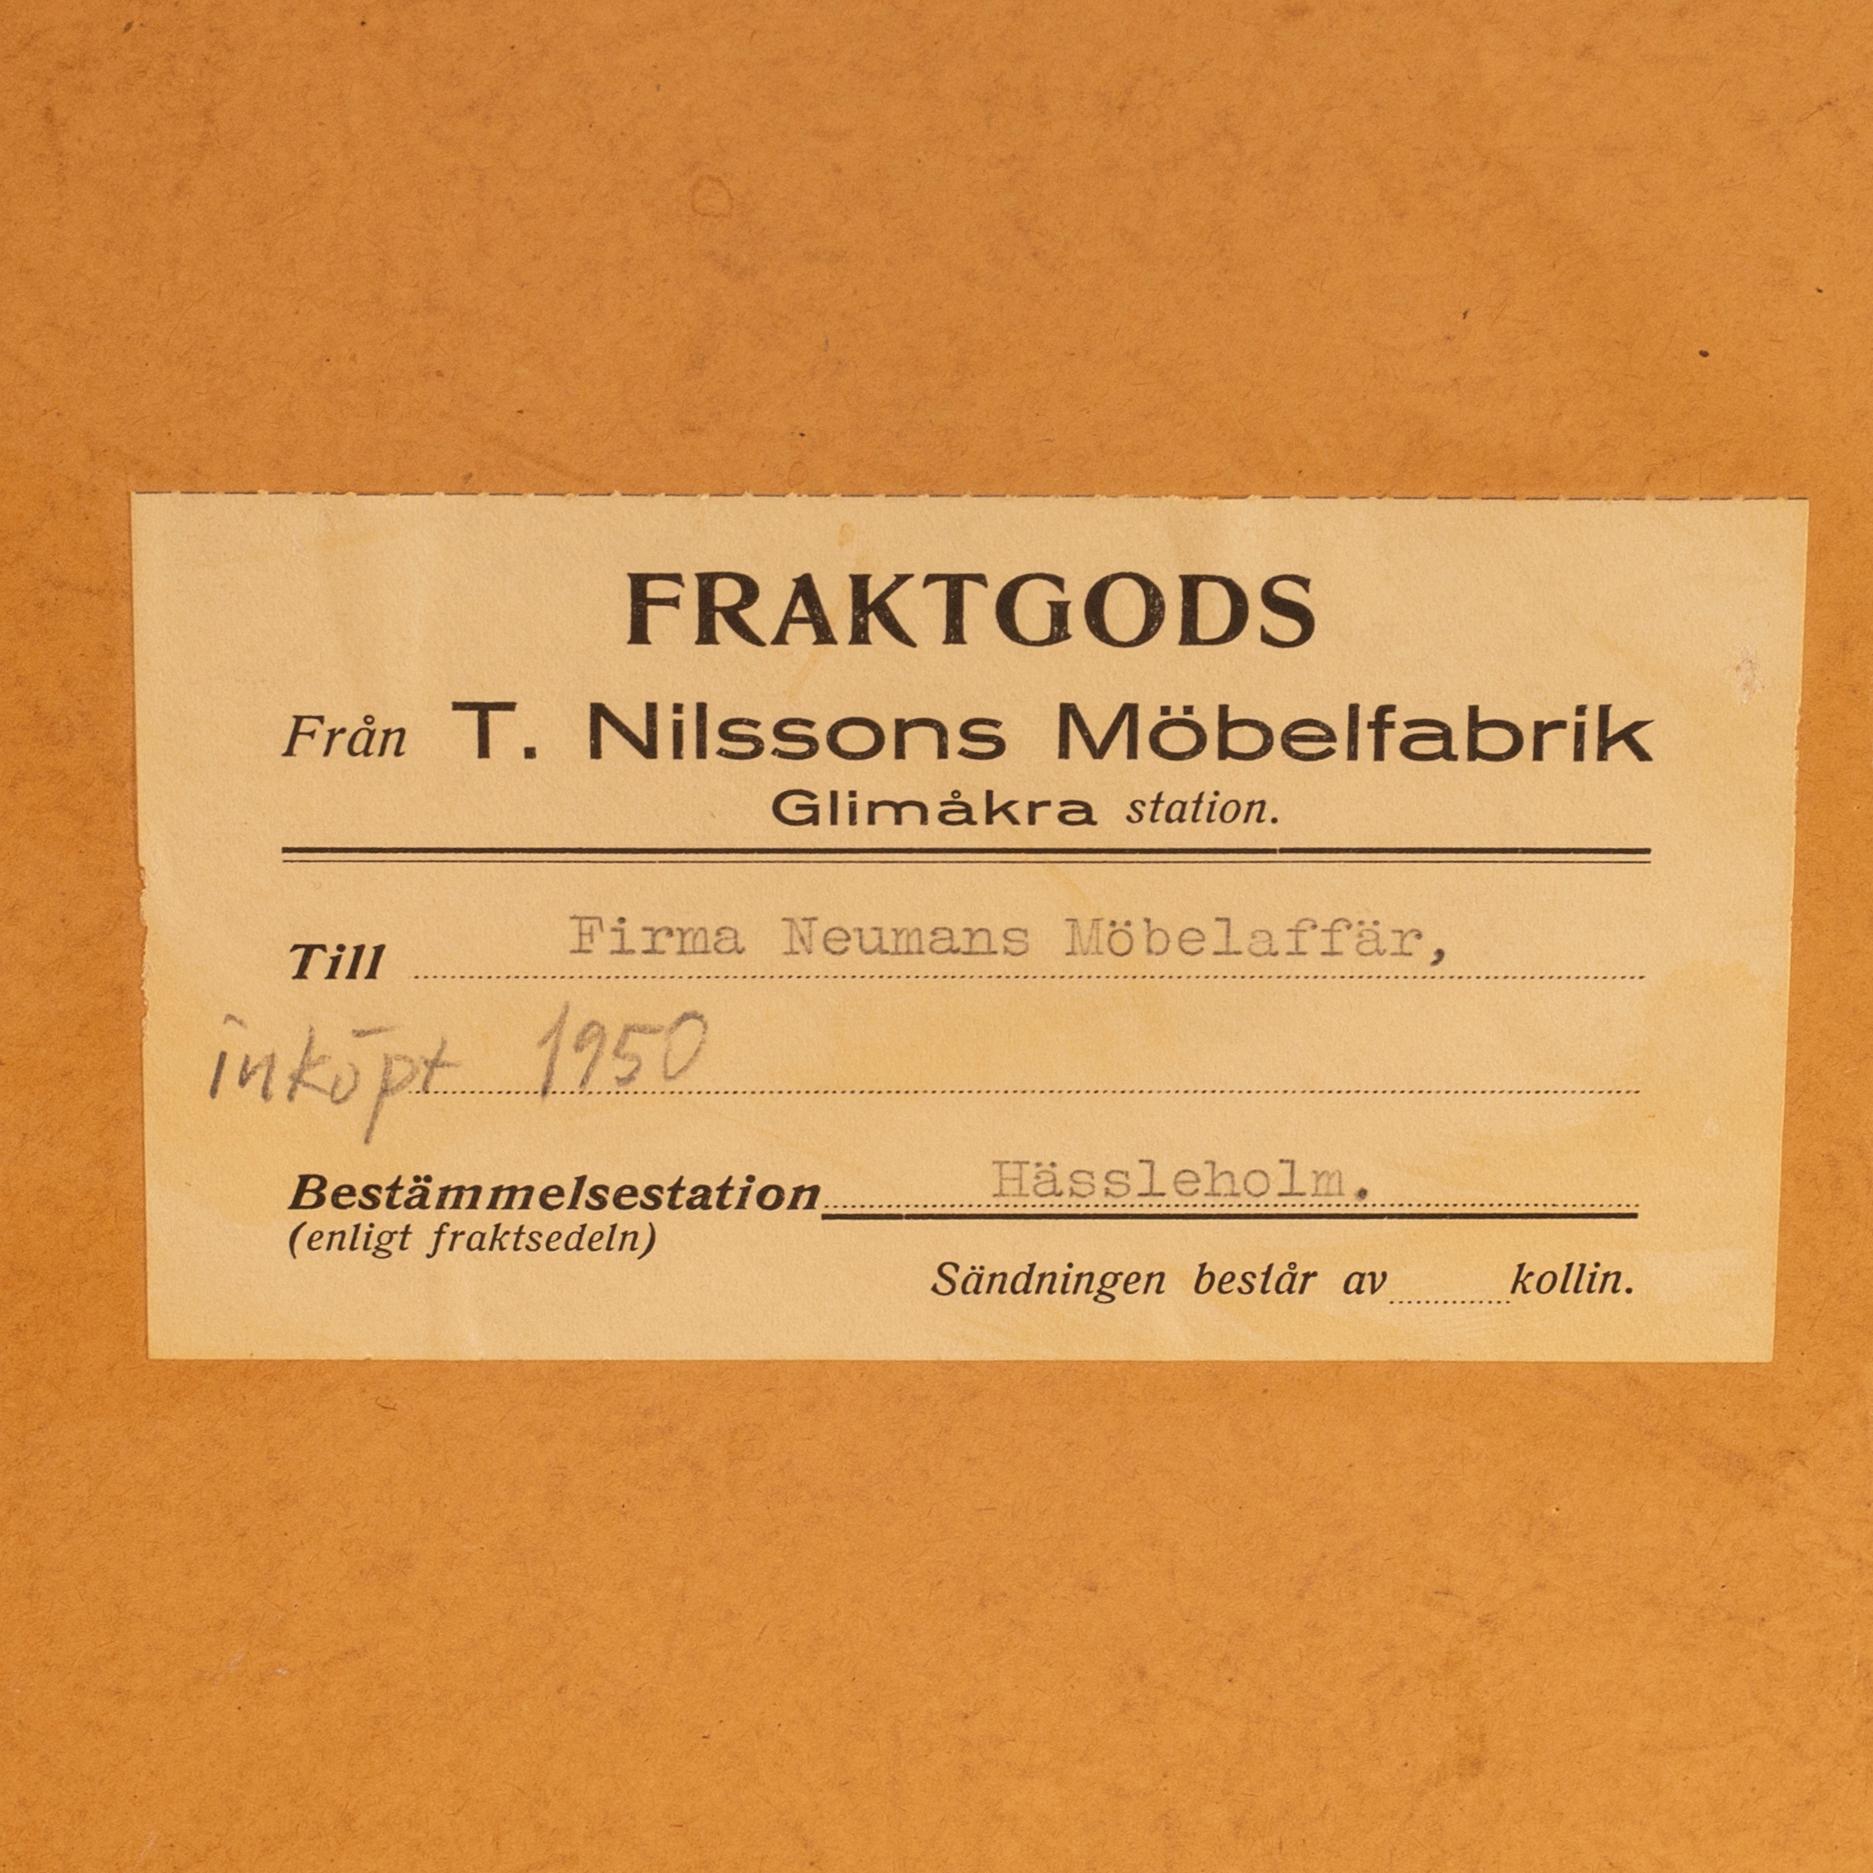 FRAKTGODS
Från T. Nilssons Möbelfabrik
Glimåkra station.
Till Firma Neumans Möbelaffär,
inköpt 1950
Bestämmelsestation Hässleholm.
(enligt fraktsedeln)
Sändningen består av ........ kollin.